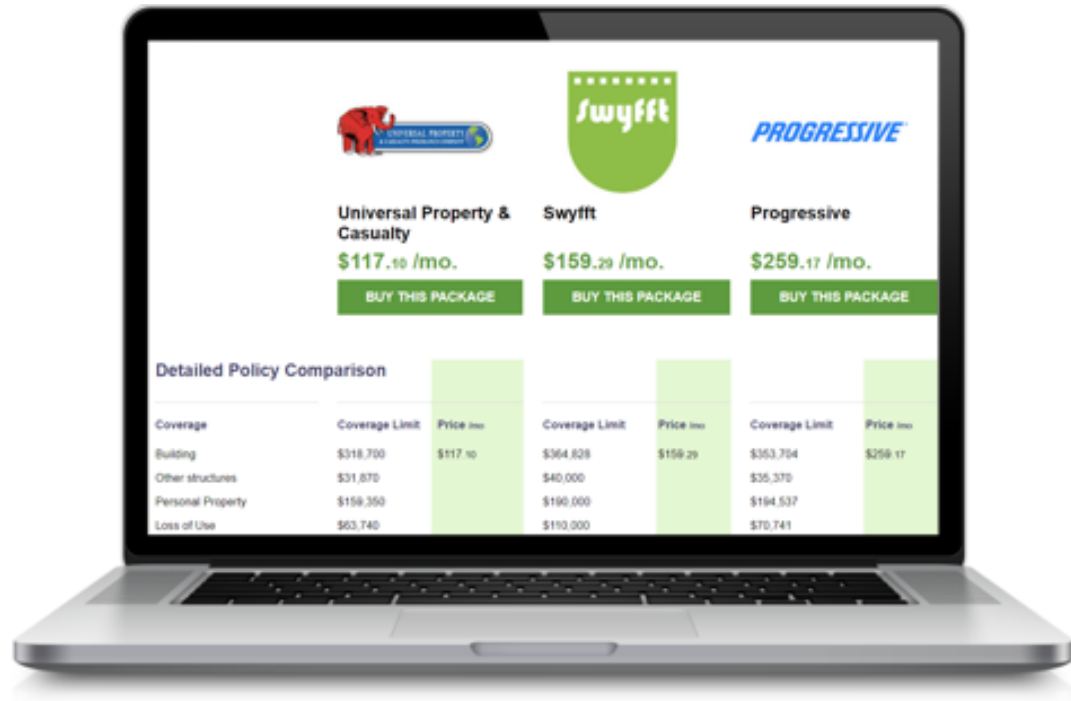 UNIVERSAL PROPERTY
& CASUALTY INSURANCE COMPANY
Swyfft
PROGRESSIVE
Universal Property & Casualty
Swyfft
Progressive
$117.10 /mo.
$159.29 /mo.
$259.17 /mo.
BUY THIS PACKAGE
BUY THIS PACKAGE
BUY THIS PACKAGE
Detailed Policy Comparison
Coverage Coverage Limit Price /mo Coverage Limit Price /mo Coverage Limit Price /mo
Building $318,700 $117.10 $364,828 $159.29 $353,704 $259.17
Other structures $31,870 $40,000 $35,370
Personal Property $159,350 $190,000 $194,537
Loss of Use $63,740 $110,000 $70,741